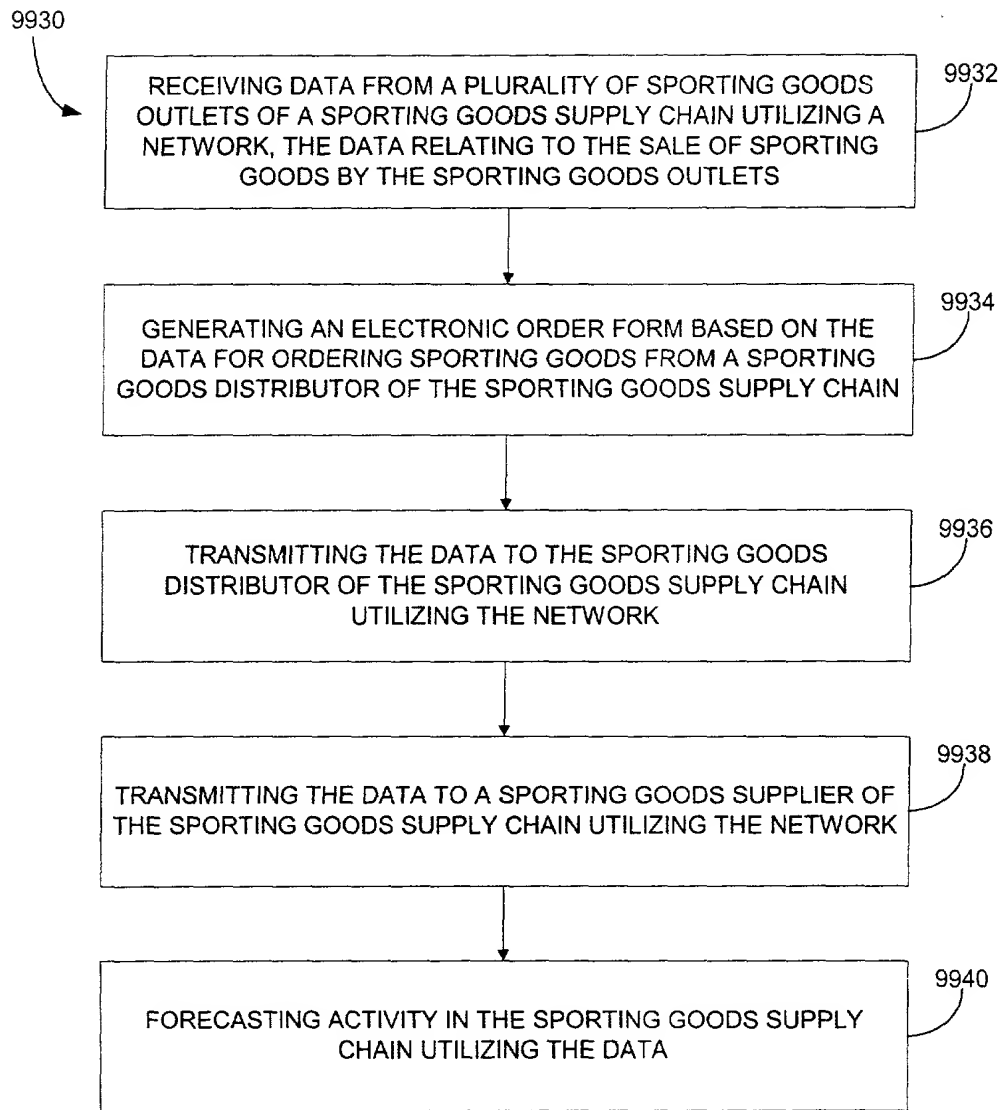 9930
RECEIVING DATA FROM A PLURALITY OF SPORTING GOODS
OUTLETS OF A SPORTING GOODS SUPPLY CHAIN UTILIZING A
NETWORK, THE DATA RELATING TO THE SALE OF SPORTING
GOODS BY THE SPORTING GOODS OUTLETS
9932
GENERATING AN ELECTRONIC ORDER FORM BASED ON THE
DATA FOR ORDERING SPORTING GOODS FROM A SPORTING
GOODS DISTRIBUTOR OF THE SPORTING GOODS SUPPLY CHAIN
9934
TRANSMITTING THE DATA TO THE SPORTING GOODS
DISTRIBUTOR OF THE SPORTING GOODS SUPPLY CHAIN
UTILIZING THE NETWORK
9936
TRANSMITTING THE DATA TO A SPORTING GOODS SUPPLIER OF
THE SPORTING GOODS SUPPLY CHAIN UTILIZING THE NETWORK
9938
FORECASTING ACTIVITY IN THE SPORTING GOODS SUPPLY
CHAIN UTILIZING THE DATA
9940